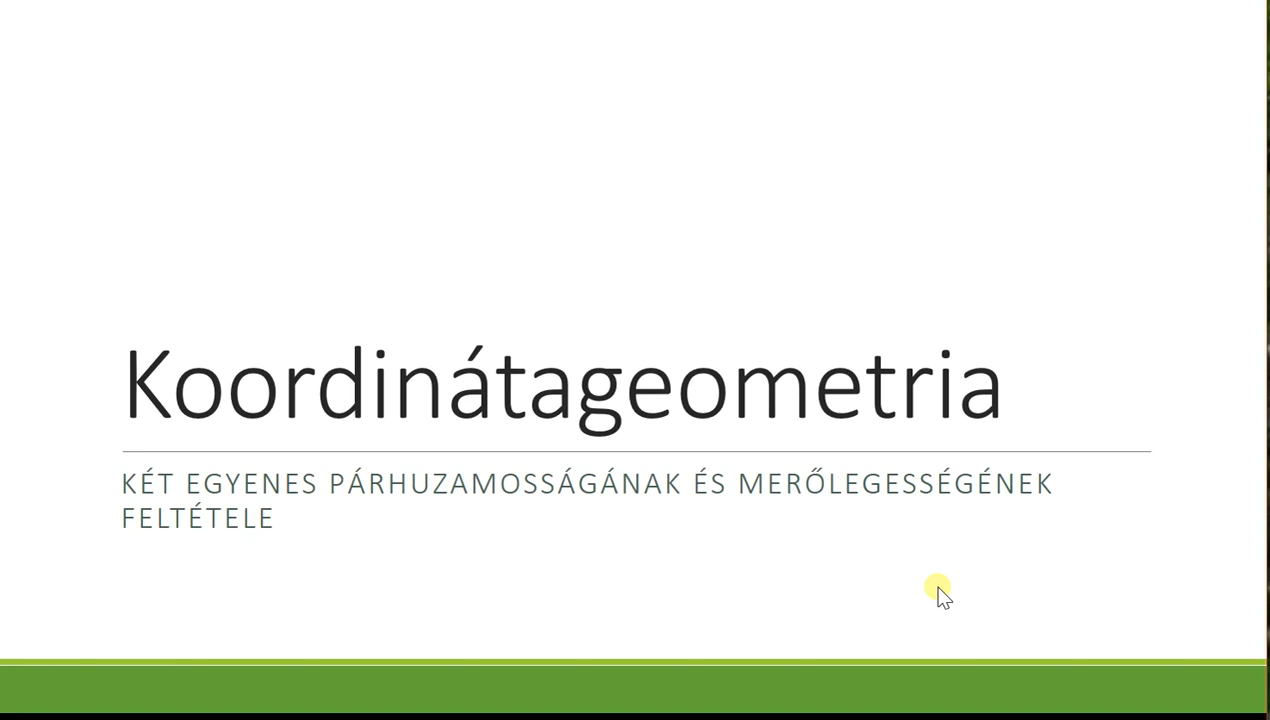 Koordinátageometria
KÉT EGYENES PÁRHUZAMOSSÁGÁNAK ÉS MERŐLEGESSÉGÉNEK
FELTÉTELE